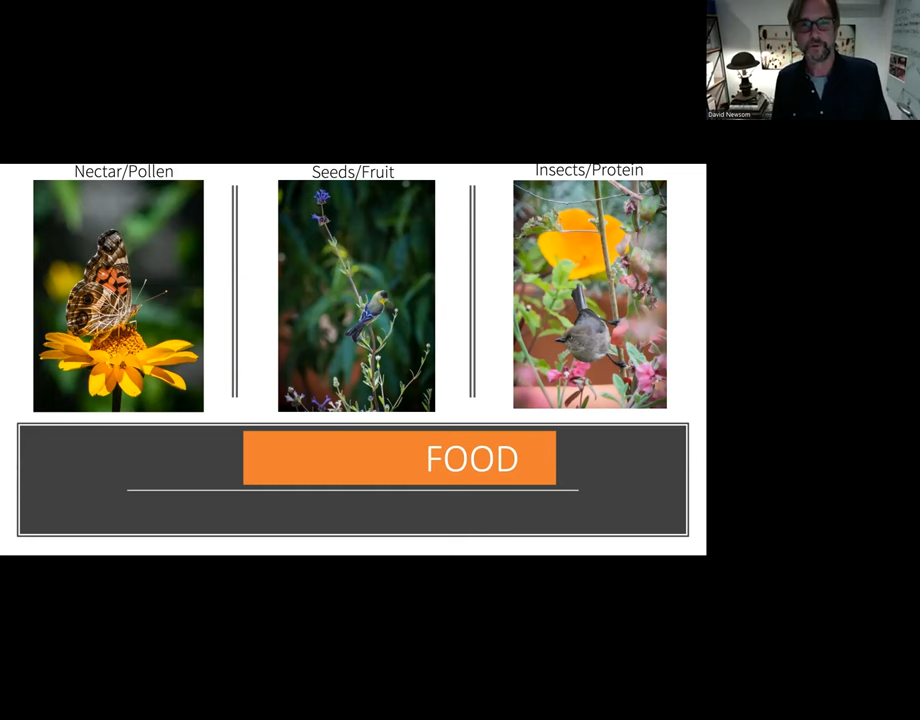 David Newsom
Nectar/Pollen
Seeds/Fruit
Insects/Protein
FOOD